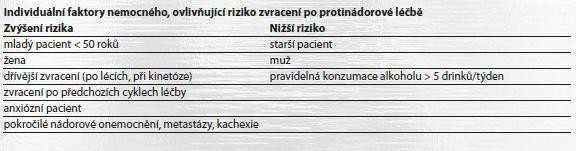 Individuální faktory nemocného, ovlivňující riziko zvracení po protinádorové léčbě
Zvýšení rizika Nižší riziko
mladý pacient < 50 roků starší pacient
žena muž
dřívější zvracení (po lécích, při kinetóze) pravidelná konzumace alkoholu > 5 drinků/týden
zvracení po předchozích cyklech léčby
anxiózní pacient
pokročilé nádorové onemocnění, metastázy, kachexie